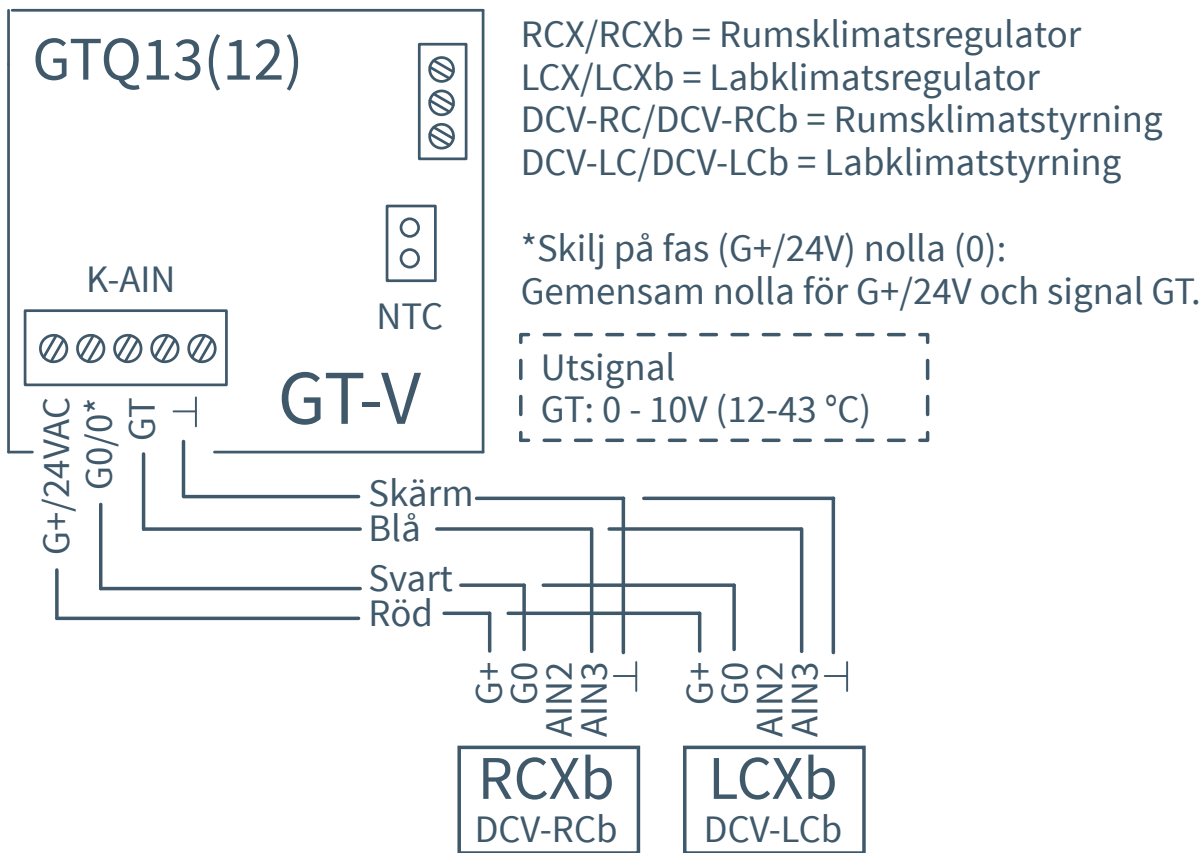 GTQ13(12)
RCX/RCXb = Rumsklimatsregulator
LCX/LCXb = Labklimatsregulator
DCV-RC/DCV-RCb = Rumsklimatstyrning
DCV-LC/DCV-LCb = Labklimatstyrning
*Skilj på fas (G+/24V) nolla (0):
Gemensam nolla för G+/24V och signal GT.
K-AIN
NTC
GT-V
Utsignal
GT: 0 - 10V (12-43 °C)
G+/24VAC
G0/0*
GT
⊥
Skärm
Blå
Svart
Röd
G+
G0
AIN2
AIN3
⊥
G+
G0
AIN2
AIN3
⊥
RCXb
DCV-RCb
LCXb
DCV-LCb